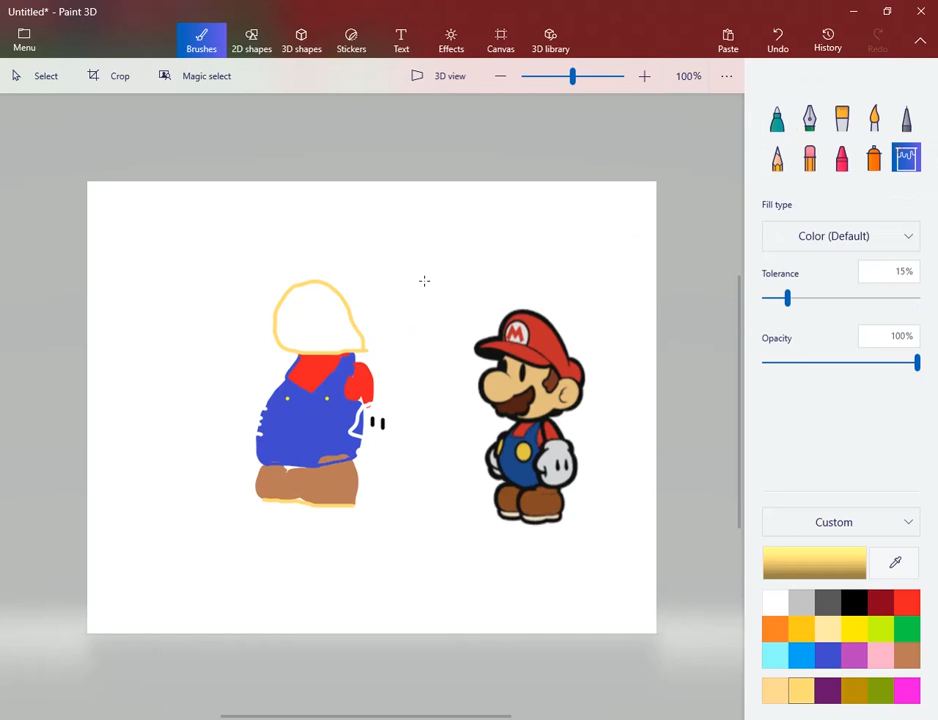 Untitled* - Paint 3D
Menu
Brushes
2D shapes
3D shapes
Stickers
Text
Effects
Canvas
3D library
Paste
Undo
History
Redo
Select
Crop
Magic select
3D view
100%
Fill type
Color (Default)
Tolerance
15%
Opacity
100%
Custom
M